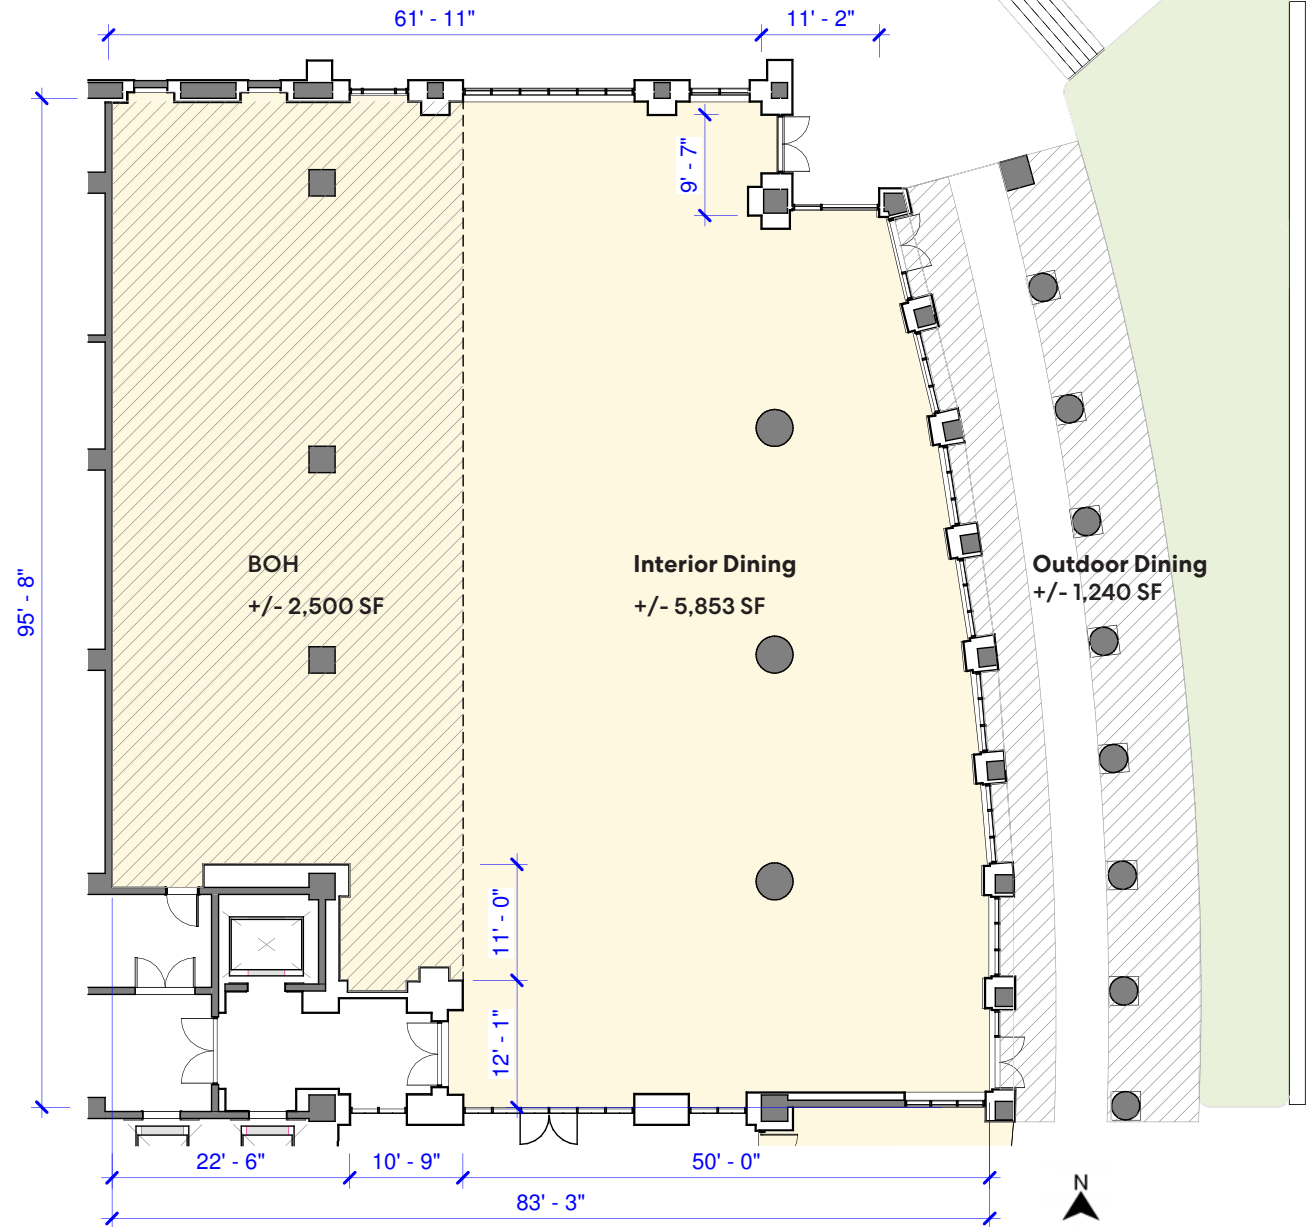 61' - 11"
11' - 2"
9' - 7"
95' - 8"
BOH
+/- 2,500 SF
Interior Dining
+/- 5,853 SF
Outdoor Dining
+/- 1,240 SF
11' - 0"
12' - 1"
22' - 6"
10' - 9"
50' - 0"
83' - 3"
N